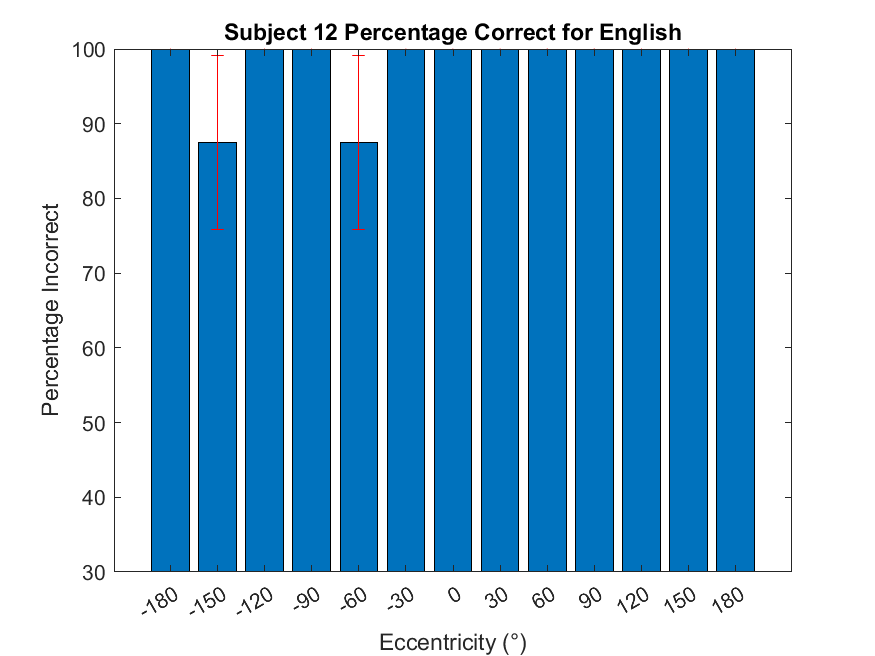 Subject 12 Percentage Correct for English
100
90
80
70
60
50
40
30
Percentage Incorrect
-180 -150 -120 -90 -60 -30 0 30 60 90 120 150 180
Eccentricity (°)